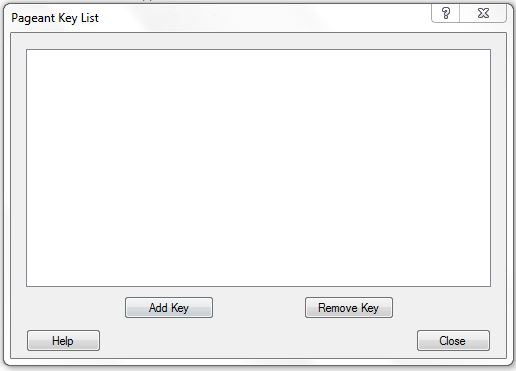 Pageant Key List
?
Add Key
Remove Key
Help
Close